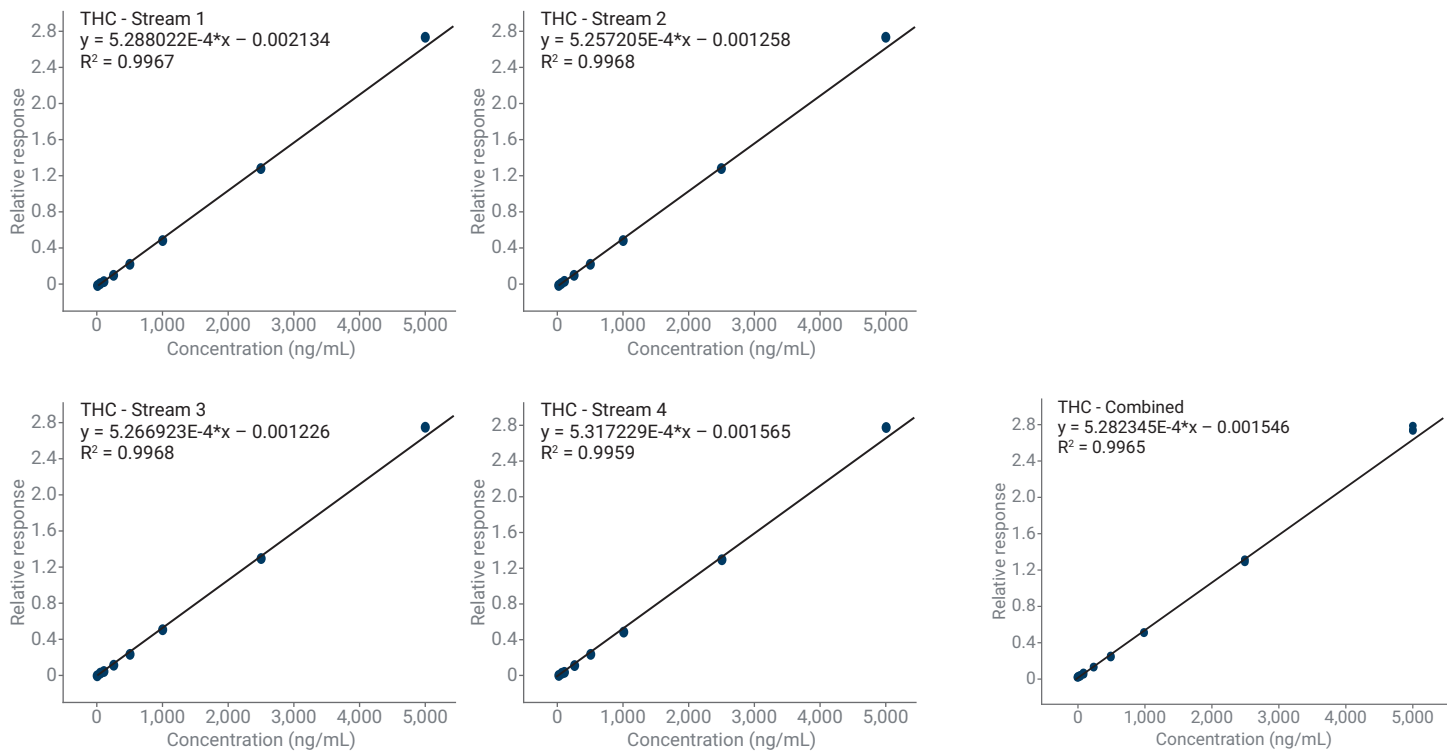 THC - Stream 1
y = 5.288022E-4*x – 0.002134
R² = 0.9967
2.8
2.4
2.0
1.6
1.2
0.8
0.4
0
Relative response
0 1,000 2,000 3,000 4,000 5,000
Concentration (ng/mL)
THC - Stream 2
y = 5.257205E-4*x – 0.001258
R² = 0.9968
2.8
2.4
2.0
1.6
1.2
0.8
0.4
0
Relative response
0 1,000 2,000 3,000 4,000 5,000
Concentration (ng/mL)
THC - Stream 3
y = 5.266923E-4*x – 0.001226
R² = 0.9968
2.8
2.4
2.0
1.6
1.2
0.8
0.4
0
Relative response
0 1,000 2,000 3,000 4,000 5,000
Concentration (ng/mL)
THC - Stream 4
y = 5.317229E-4*x – 0.001565
R² = 0.9959
2.8
2.4
2.0
1.6
1.2
0.8
0.4
0
Relative response
0 1,000 2,000 3,000 4,000 5,000
Concentration (ng/mL)
THC - Combined
y = 5.282345E-4*x – 0.001546
R² = 0.9965
2.8
2.4
2.0
1.6
1.2
0.8
0.4
0
Relative response
0 1,000 2,000 3,000 4,000 5,000
Concentration (ng/mL)